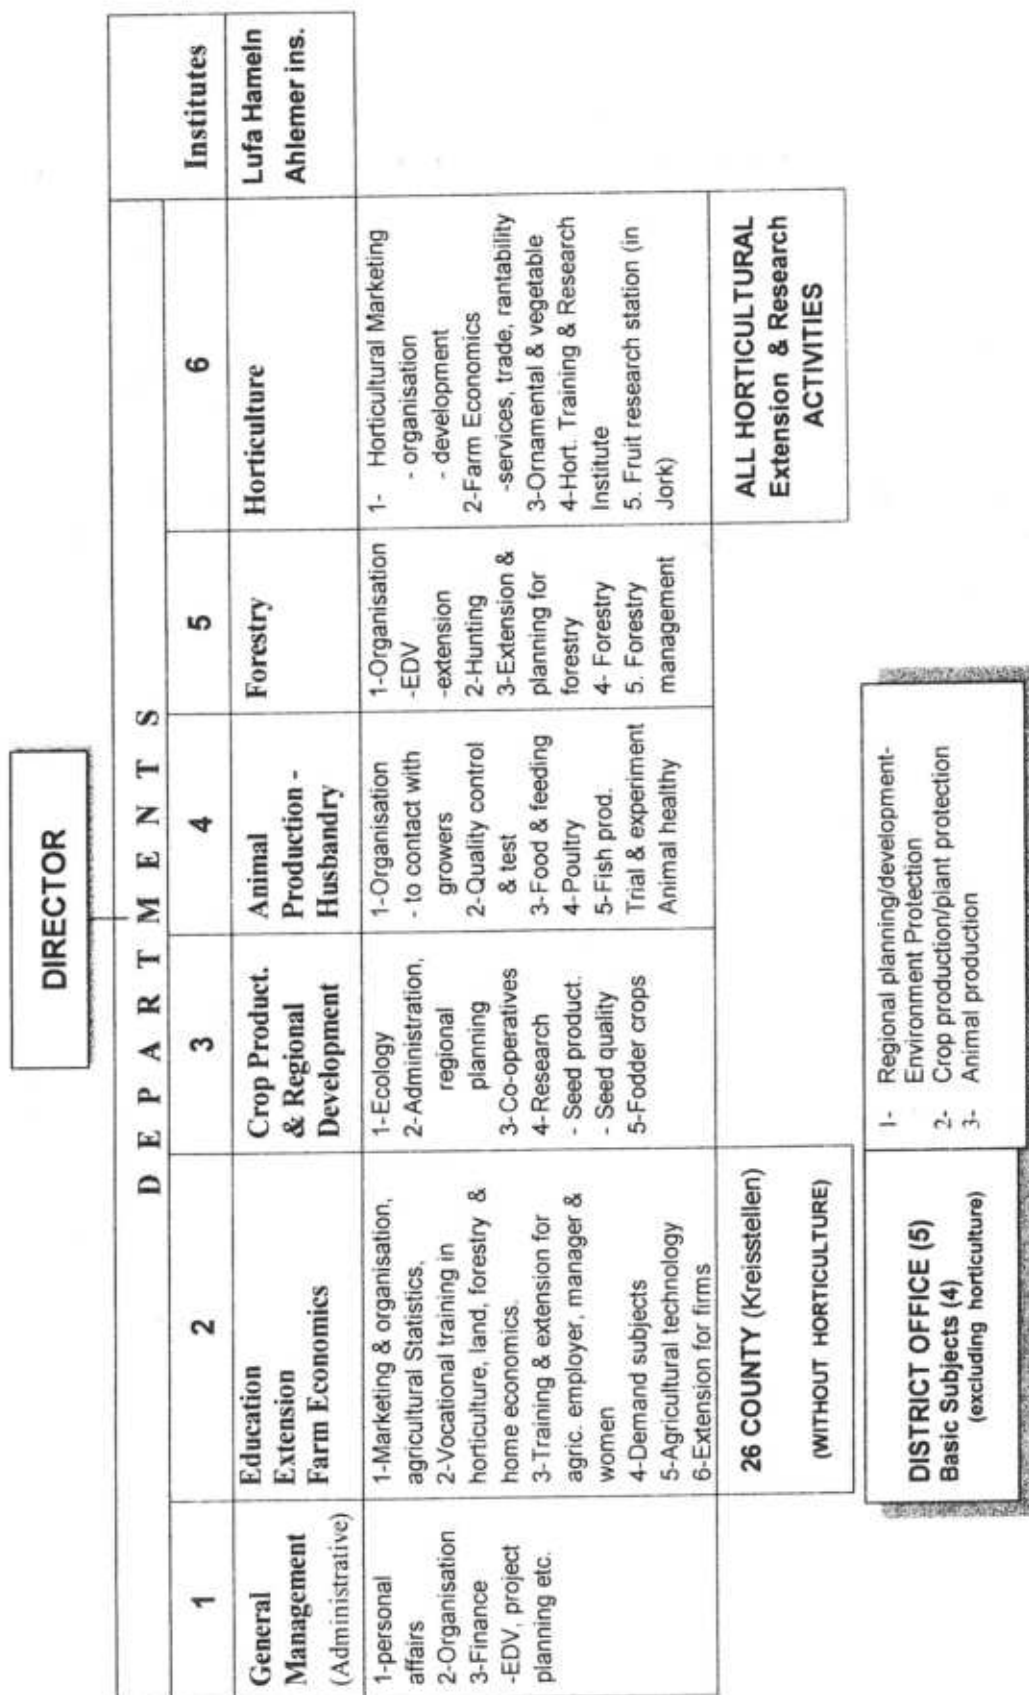 DIRECTOR
D E P A R T M E N T S
1
2
3
4
5
6
Institutes
General
Management
(Administrative)
Education
Extension
Farm Economics
Crop Product.
& Regional
Development
Animal
Production -
Husbandry
Forestry
Horticulture
Lufa Hameln
Ahlemer ins.
1-personal
affairs
2-Organisation
3-Finance
-EDV, project
planning etc.
1-Marketing & organisation,
agricultural Statistics,
2-Vocational training in
horticulture, land, forestry &
home economics.
3-Training & extension for
agric. employer, manager &
women
4-Demand subjects
5-Agricultural technology
6-Extension for firms
1-Ecology
2-Administration,
regional
planning
3-Co-operatives
4-Research
- Seed product.
- Seed quality
5-Fodder crops
1-Organisation
- to contact with
growers
2-Quality control
& test
3-Food & feeding
4-Poultry
5-Fish prod.
Trial & experiment
Animal healthy
1-Organisation
-EDV
-extension
2-Hunting
3-Extension &
planning for
forestry
4- Forestry
5. Forestry
management
1- Horticultural Marketing
- organisation
- development
2-Farm Economics
-services, trade, rantability
3-Ornamental & vegetable
4-Hort. Training & Research
Institute
5. Fruit research station (in
Jork)
26 COUNTY (Kreisstellen)
(WITHOUT HORTICULTURE)
ALL HORTICULTURAL
Extension & Research
ACTIVITIES
DISTRICT OFFICE (5)
Basic Subjects (4)
(excluding horticulture)
1- Regional planning/development-
Environment Protection
2- Crop production/plant protection
3- Animal production